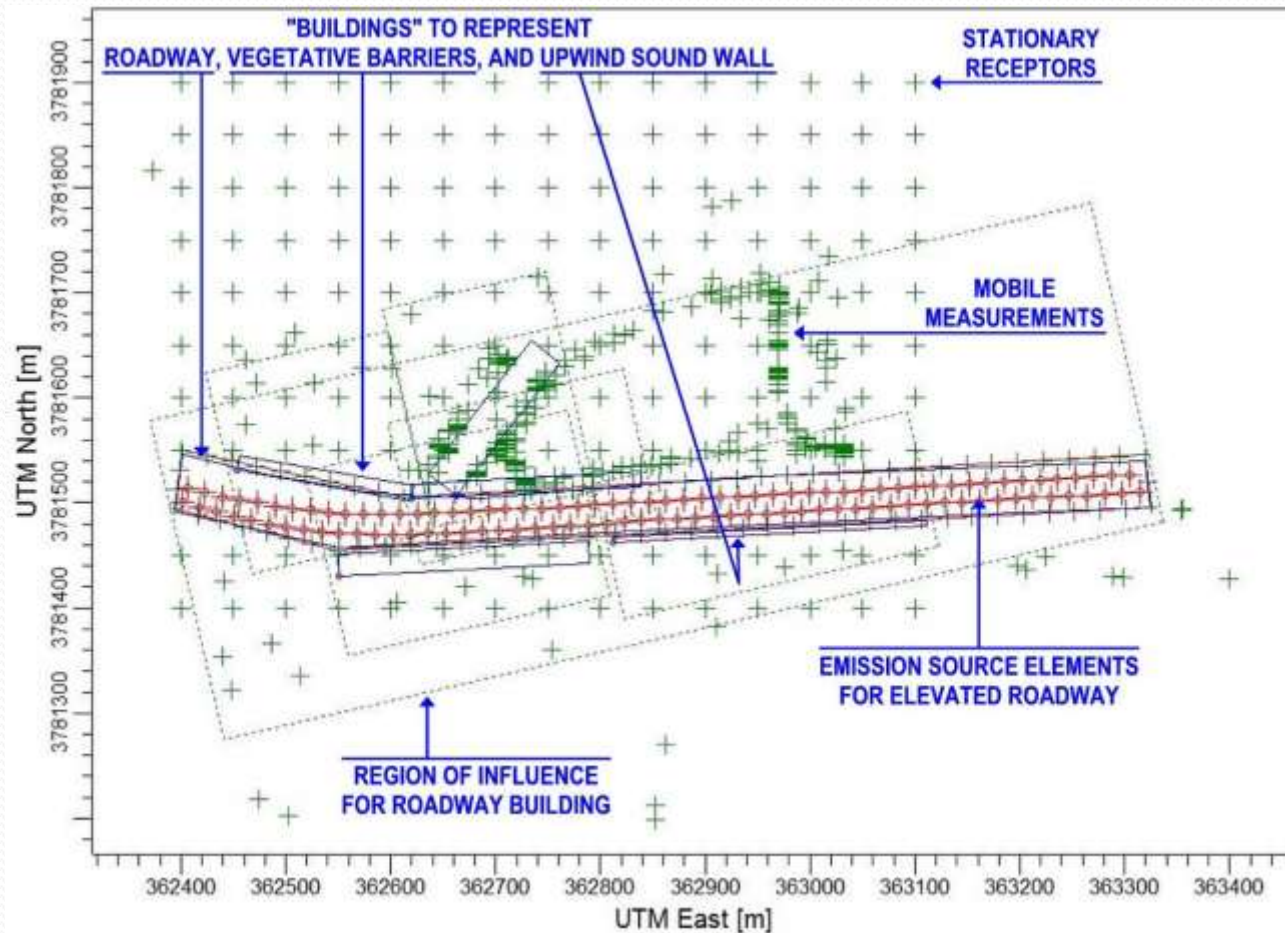 "BUILDINGS" TO REPRESENT
ROADWAY, VEGETATIVE BARRIERS, AND UPWIND SOUND WALL
STATIONARY
RECEPTORS
MOBILE
MEASUREMENTS
EMISSION SOURCE ELEMENTS
FOR ELEVATED ROADWAY
REGION OF INFLUENCE
FOR ROADWAY BUILDING
UTM North [m]
3781900
3781800
3781700
3781600
3781500
3781400
3781300
362400 362500 362600 362700 362800 362900 363000 363100 363200 363300 363400
UTM East [m]